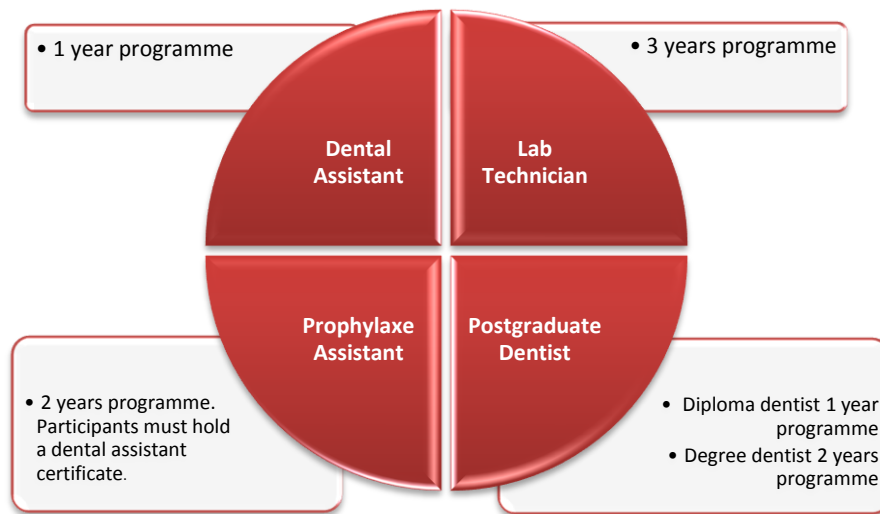 • 1 year programme
• 3 years programme
Dental
Assistant
Lab
Technician
Prophylaxe
Assistant
Postgraduate
Dentist
• 2 years programme.
Participants must hold
a dental assistant
certificate.
• Diploma dentist 1 year
programme
• Degree dentist 2 years
programme